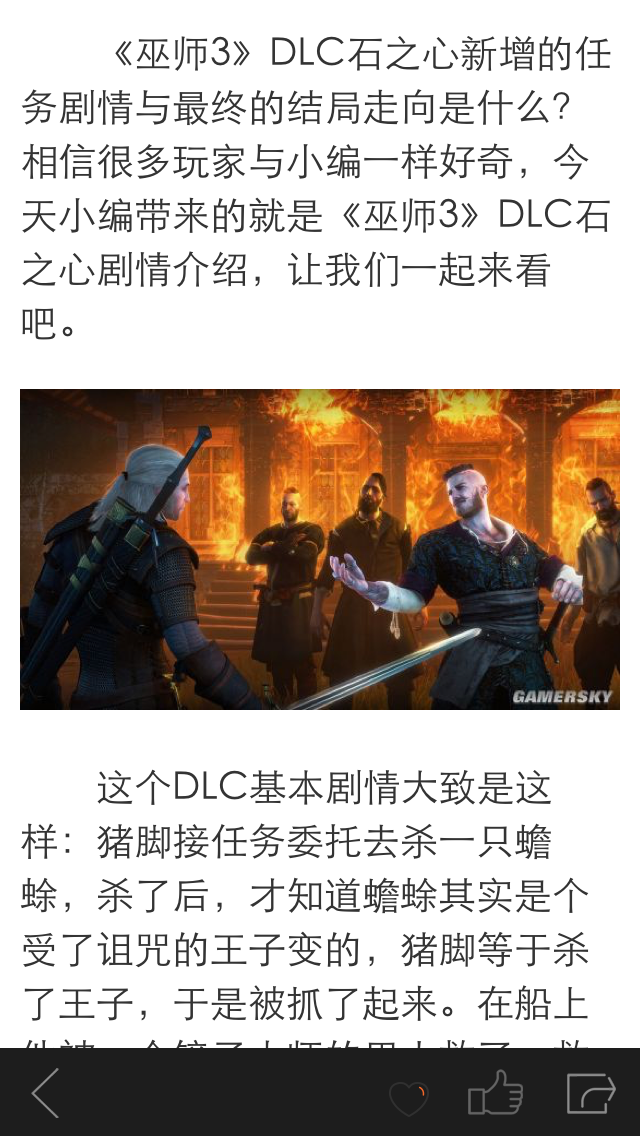 《巫师3》DLC石之心新增的任
务剧情与最终的结局走向是什么？
相信很多玩家与小编一样好奇，今
天小编带来的就是《巫师3》DLC石
之心剧情介绍，让我们一起来看
吧。
GAMERSKY
这个DLC基本剧情大致是这
样：猪脚接任务委托去杀一只蟾
蜍，杀了后，才知道蟾蜍其实是个
受了诅咒的王子变的，猪脚等于杀
了王子，于是被抓了起来。在船上